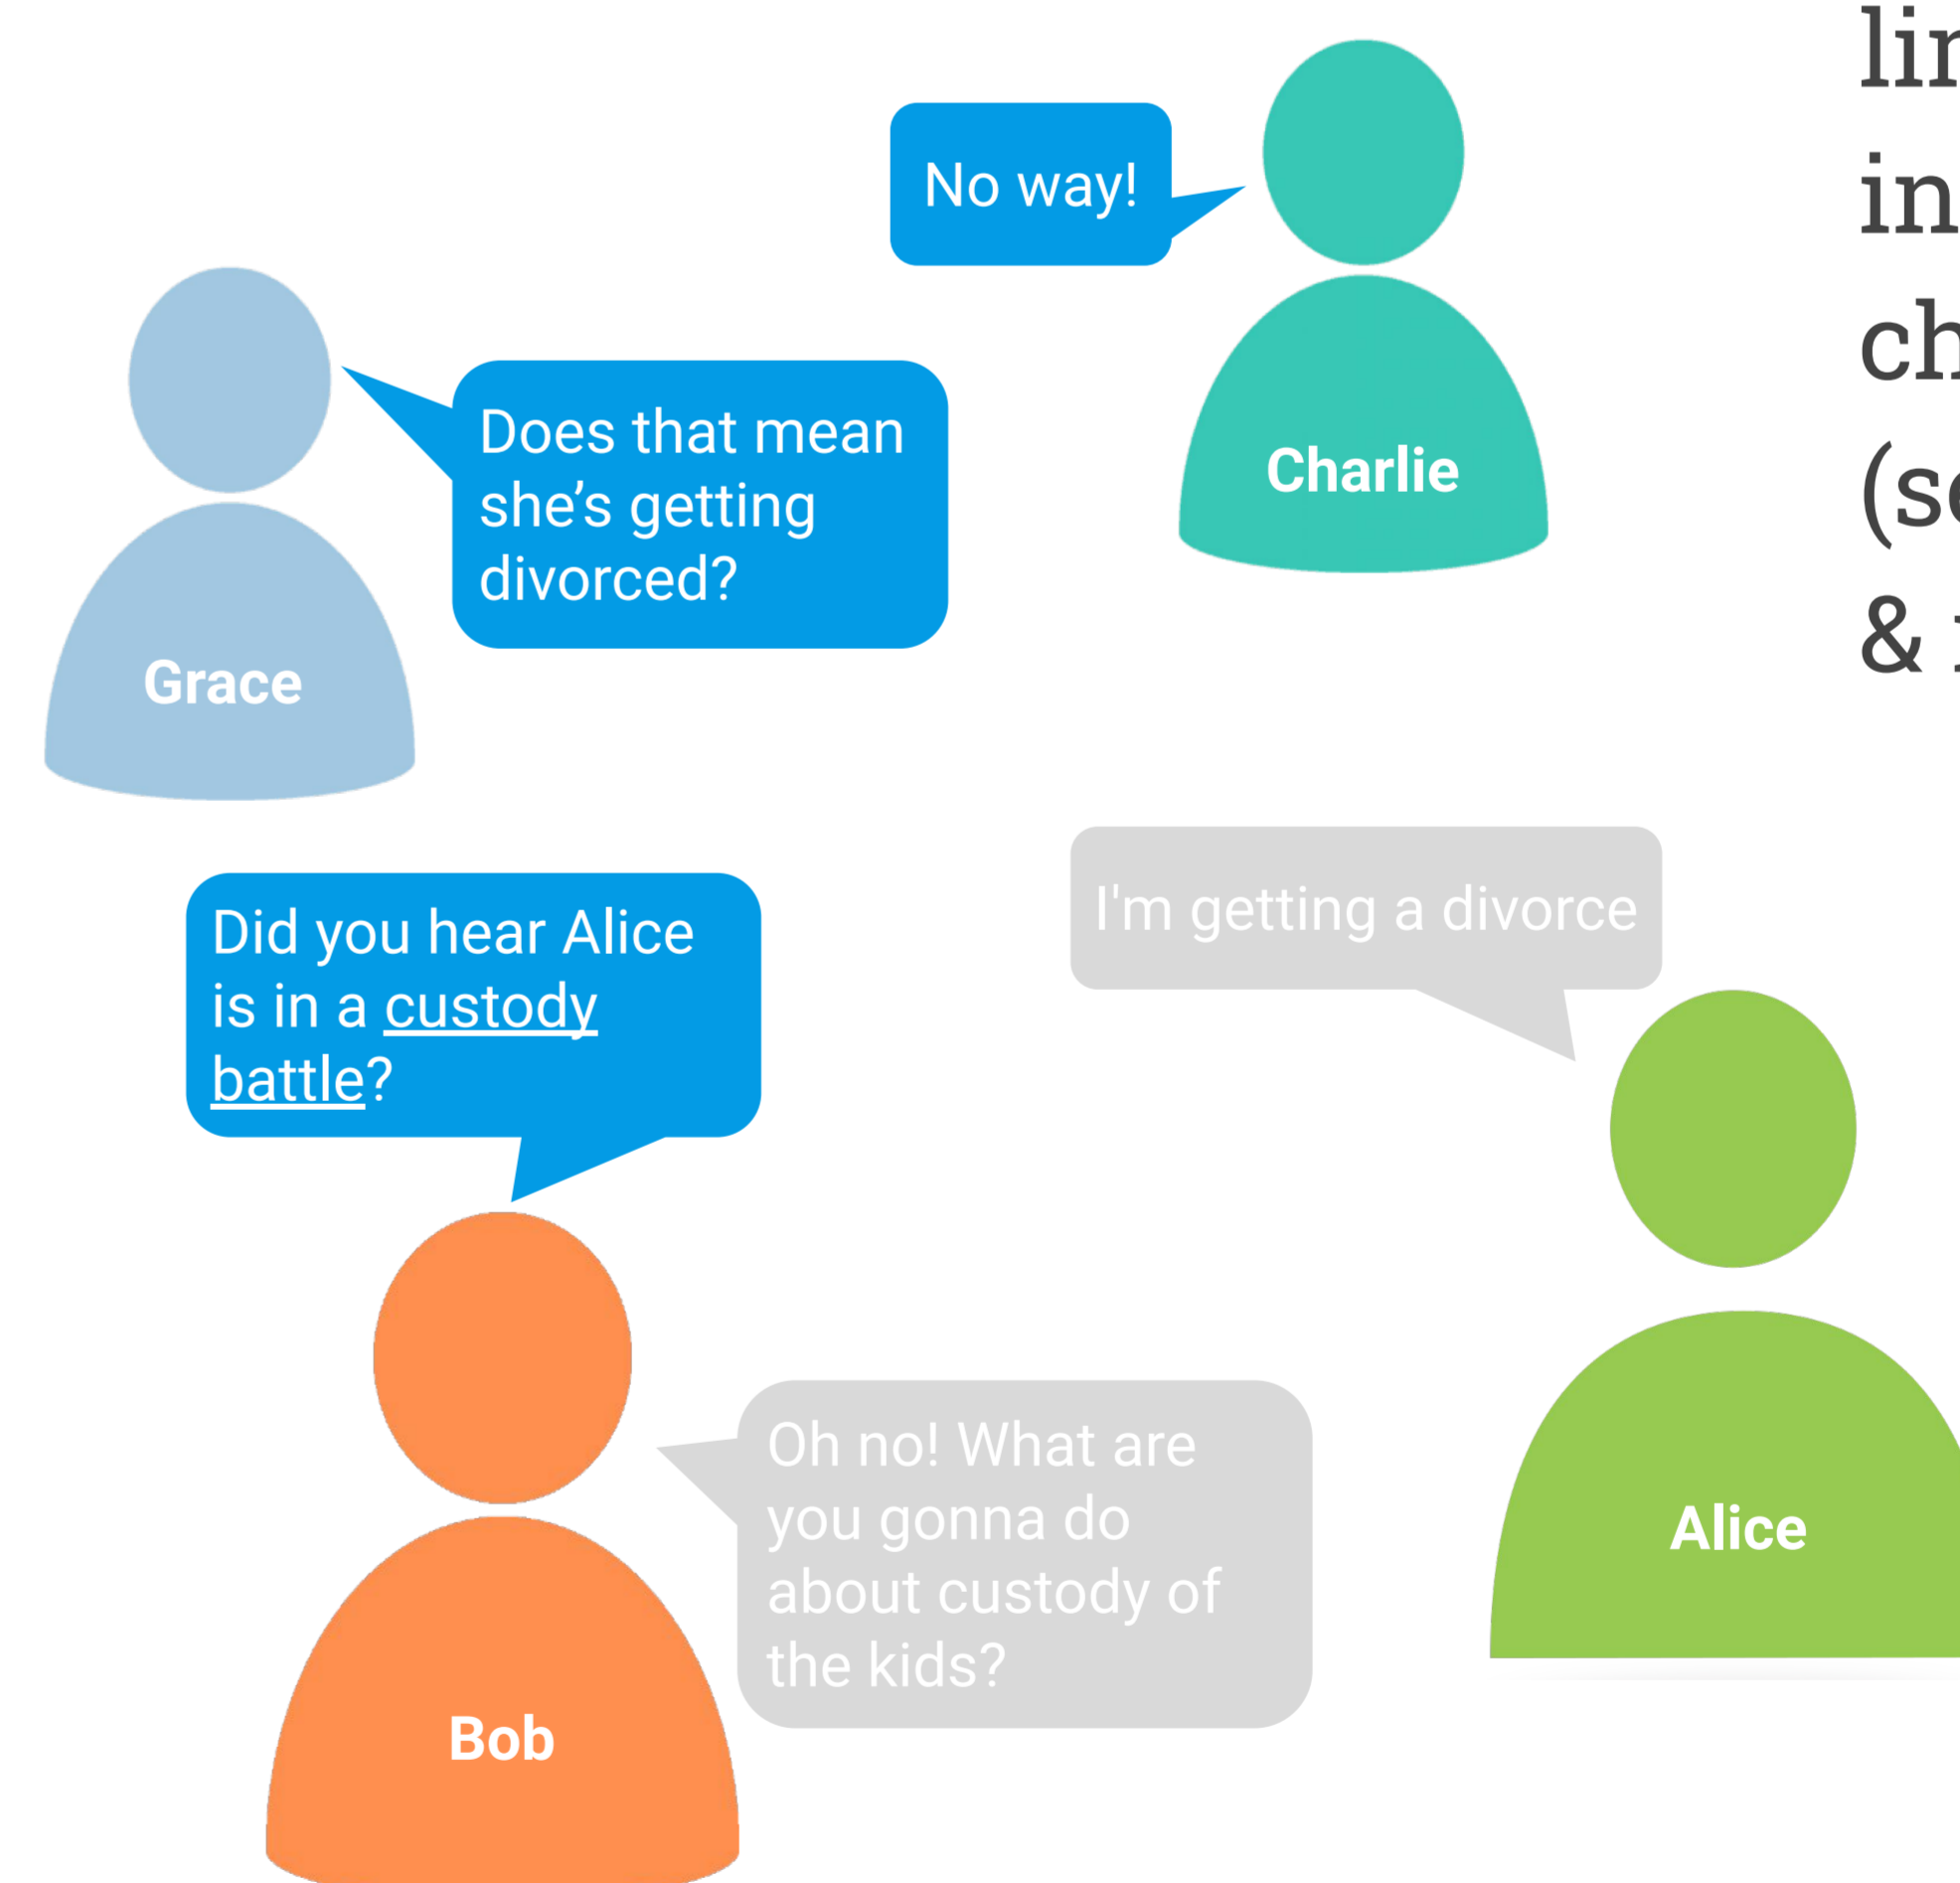 No way!
Charlie
Does that mean
she's getting
divorced?
Grace
I'm getting a divorce
Alice
Did you hear Alice
is in a custody
battle?
Oh no! What are
you gonna do
about custody of
the kids?
Bob
in
&